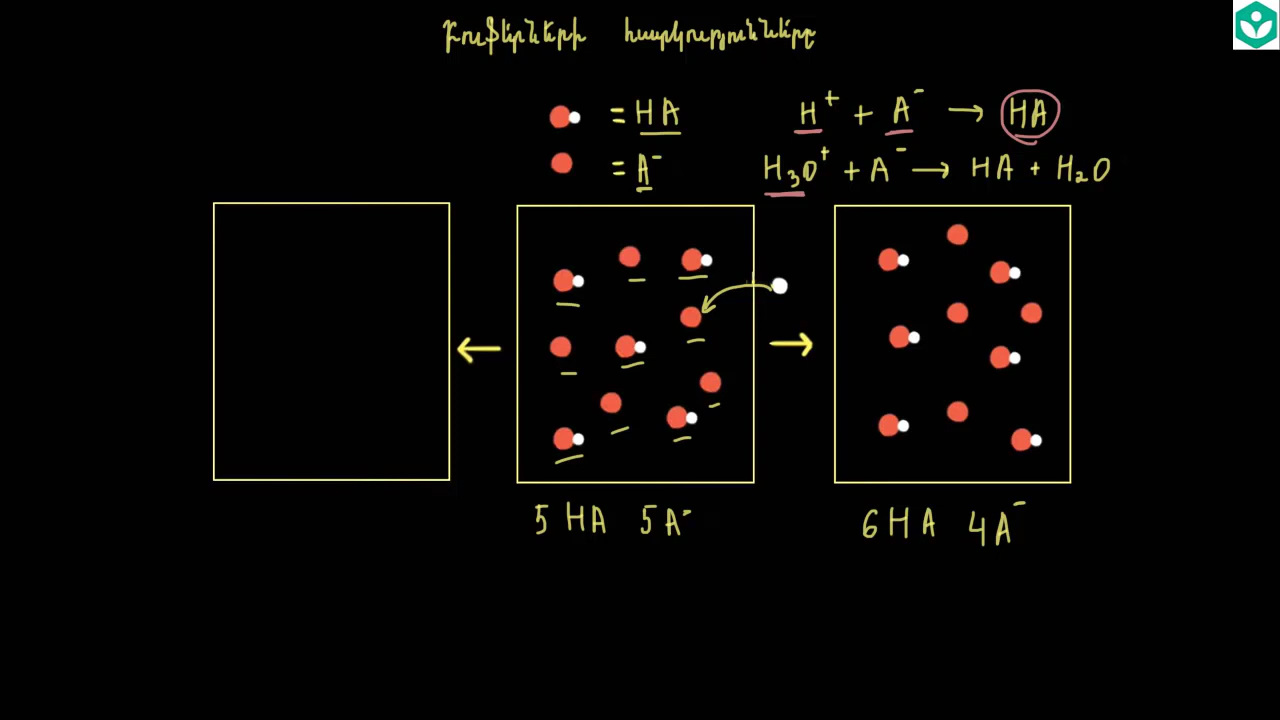 Բուֆերների հատկությունները
= HA
H⁺ + A⁻ → HA
= A⁻
H₃O⁺ + A⁻ → HA + H₂O
5 HA 5 A⁻
6 HA 4 A⁻